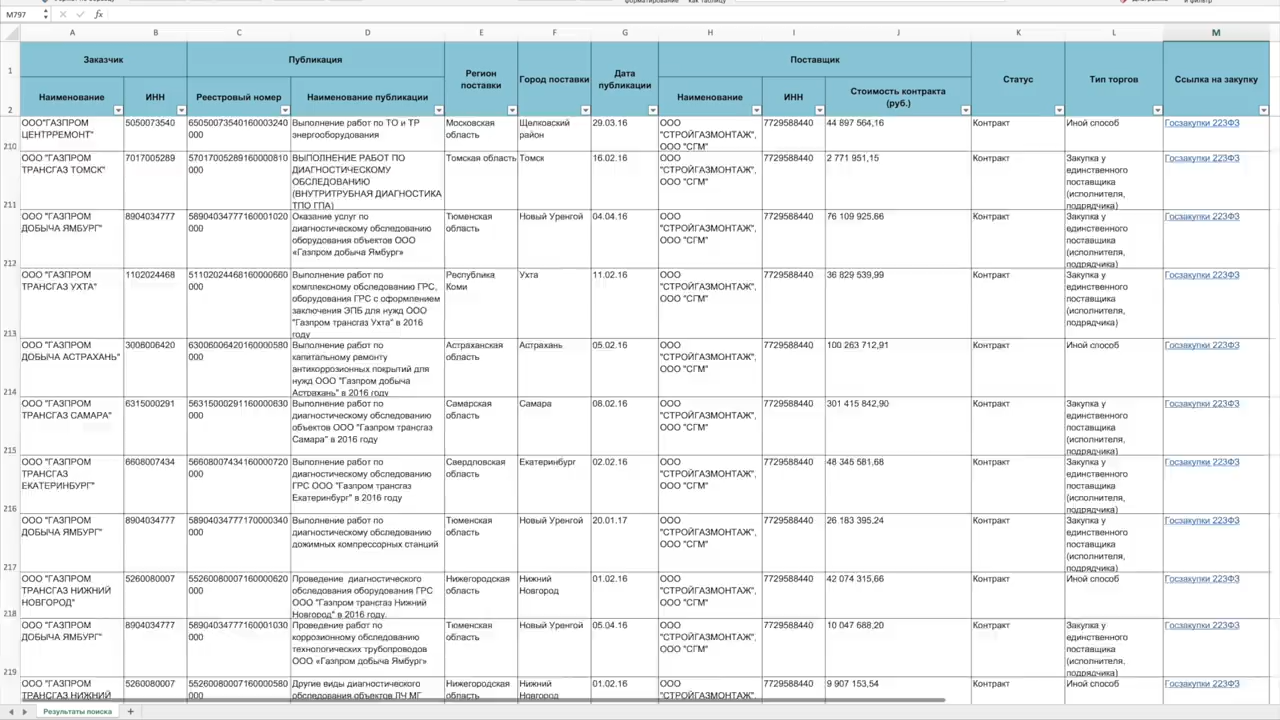 M797
fx
A B C D E F G H I J K L M
Заказчик Публикация Регион поставки Город поставки Дата публикации Поставщик Статус Тип торгов Ссылка на закупку
Наименование ИНН Реестровый номер Наименование публикации Наименование ИНН Стоимость контракта (руб.)
1
2
210
ООО"ГАЗПРОМ
ЦЕНТРРЕМОНТ"
5050073540
65050073540160003240
000
Выполнение работ по ТО и ТР
энергооборудования
Московская
область
Щелковский
район
29.03.16
ООО
"СТРОЙГАЗМОНТАЖ",
ООО "СГМ"
7729588440
44 897 564,16
Контракт
Иной способ
Госзакупки 223ФЗ
211
ООО "ГАЗПРОМ
ТРАНСГАЗ ТОМСК"
7017005289
57017005289160000810
000
ВЫПОЛНЕНИЕ РАБОТ ПО
ДИАГНОСТИЧЕСКОМУ
ОБСЛЕДОВАНИЮ
(ВНУТРИТРУБНАЯ ДИАГНОСТИКА
ТПО ГПА)
Томская область
Томск
16.02.16
ООО
"СТРОЙГАЗМОНТАЖ",
ООО "СГМ"
7729588440
2 771 951,15
Контракт
Закупка у
единственного
поставщика
(исполнителя,
подрядчика)
Госзакупки 223ФЗ
212
ООО "ГАЗПРОМ
ДОБЫЧА ЯМБУРГ"
8904034777
58904034777160001020
000
Оказание услуг по
диагностическому обследованию
оборудования объектов ООО
«Газпром добыча Ямбург»
Тюменская
область
Новый Уренгой
04.04.16
ООО
"СТРОЙГАЗМОНТАЖ",
ООО "СГМ"
7729588440
76 109 925,66
Контракт
Закупка у
единственного
поставщика
(исполнителя,
подрядчика)
Госзакупки 223ФЗ
213
ООО "ГАЗПРОМ
ТРАНСГАЗ УХТА"
1102024468
51102024468160000660
000
Выполнение работ по
комплексному обследованию ГРС,
оборудования ГРС с оформлением
заключения ЭПБ для нужд ООО
"Газпром трансгаз Ухта" в 2016
году
Республика
Коми
Ухта
11.02.16
ООО
"СТРОЙГАЗМОНТАЖ",
ООО "СГМ"
7729588440
36 829 539,99
Контракт
Закупка у
единственного
поставщика
(исполнителя,
подрядчика)
Госзакупки 223ФЗ
214
ООО "ГАЗПРОМ
ДОБЫЧА АСТРАХАНЬ"
3006006420
63006006420160000580
000
Выполнение работ по
капитальному ремонту
антикоррозионных покрытий для
нужд ООО "Газпром добыча
Астрахань" в 2016 году
Астраханская
область
Астрахань
05.02.16
ООО
"СТРОЙГАЗМОНТАЖ",
ООО "СГМ"
7729588440
100 263 712,91
Контракт
Иной способ
Госзакупки 223ФЗ
215
ООО "ГАЗПРОМ
ТРАНСГАЗ САМАРА"
6315000291
56315000291160000830
000
Выполнение работ по
диагностическому обследованию
объектов ООО "Газпром трансгаз
Самара" в 2016 году
Самарская
область
Самара
08.02.16
ООО
"СТРОЙГАЗМОНТАЖ",
ООО "СГМ"
7729588440
301 415 842,90
Контракт
Закупка у
единственного
поставщика
(исполнителя,
подрядчика)
Госзакупки 223ФЗ
216
ООО "ГАЗПРОМ
ТРАНСГАЗ
ЕКАТЕРИНБУРГ"
6608007434
56608007434160000720
000
Выполнение работ по
диагностическому обследованию
ГРС ООО "Газпром трансгаз
Екатеринбург" в 2016 году
Свердловская
область
Екатеринбург
02.02.16
ООО
"СТРОЙГАЗМОНТАЖ",
ООО "СГМ"
7729588440
48 345 581,68
Контракт
Закупка у
единственного
поставщика
(исполнителя,
подрядчика)
Госзакупки 223ФЗ
217
ООО "ГАЗПРОМ
ДОБЫЧА ЯМБУРГ"
8904034777
58904034777170000340
000
Выполнение работ по
диагностическому обследованию
дожимных компрессорных станций
Тюменская
область
Новый Уренгой
20.01.17
ООО
"СТРОЙГАЗМОНТАЖ",
ООО "СГМ"
7729588440
26 183 395,24
Контракт
Закупка у
единственного
поставщика
(исполнителя,
подрядчика)
Госзакупки 223ФЗ
218
ООО "ГАЗПРОМ
ТРАНСГАЗ НИЖНИЙ
НОВГОРОД"
5260080007
55260080007160000620
000
Проведение диагностического
обследования оборудования ГРС
ООО "Газпром трансгаз Нижний
Новгород" в 2016 году.
Нижегородская
область
Нижний
Новгород
01.02.16
ООО
"СТРОЙГАЗМОНТАЖ",
ООО "СГМ"
7729588440
42 074 315,66
Контракт
Иной способ
Госзакупки 223ФЗ
219
ООО "ГАЗПРОМ
ДОБЫЧА ЯМБУРГ"
8904034777
58904034777160001030
000
Проведение работ по
коррозионному обследованию
технологических трубопроводов
ООО «Газпром добыча Ямбург»
Тюменская
область
Новый Уренгой
05.04.16
ООО
"СТРОЙГАЗМОНТАЖ",
ООО "СГМ"
7729588440
10 047 688,20
Контракт
Закупка у
единственного
поставщика
(исполнителя,
подрядчика)
Госзакупки 223ФЗ
ООО "ГАЗПРОМ
ТРАНСГАЗ НИЖНИЙ
5260080007
55260080007160000580
000
Другие виды диагностического
обследования объектов ЛЧ МГ
Нижегородская
область
Нижний
Новгород
01.02.16
ООО
"СТРОЙГАЗМОНТАЖ",
7729588440
9 907 153,54
Контракт
Иной способ
Госзакупки 223ФЗ
Результаты поиска